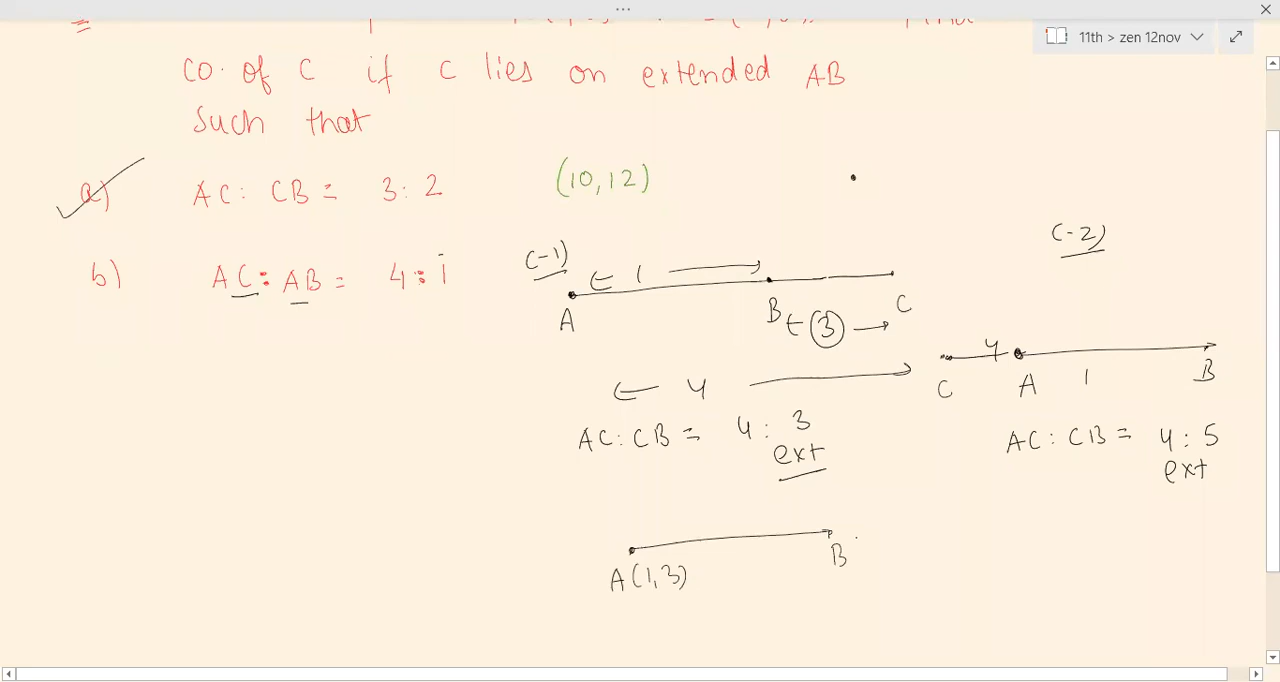 11th > zen 12nov
co. of C if C lies on extended AB
such that
a) AC: CB = 3:2 (10,12)
b) AC: AB = 4:1
C-1)
1
A B C
3
4
AC: CB = 4:3
ext
C-2)
4
C A 1 B
AC: CB = 4:5
ext
A(1,3) B